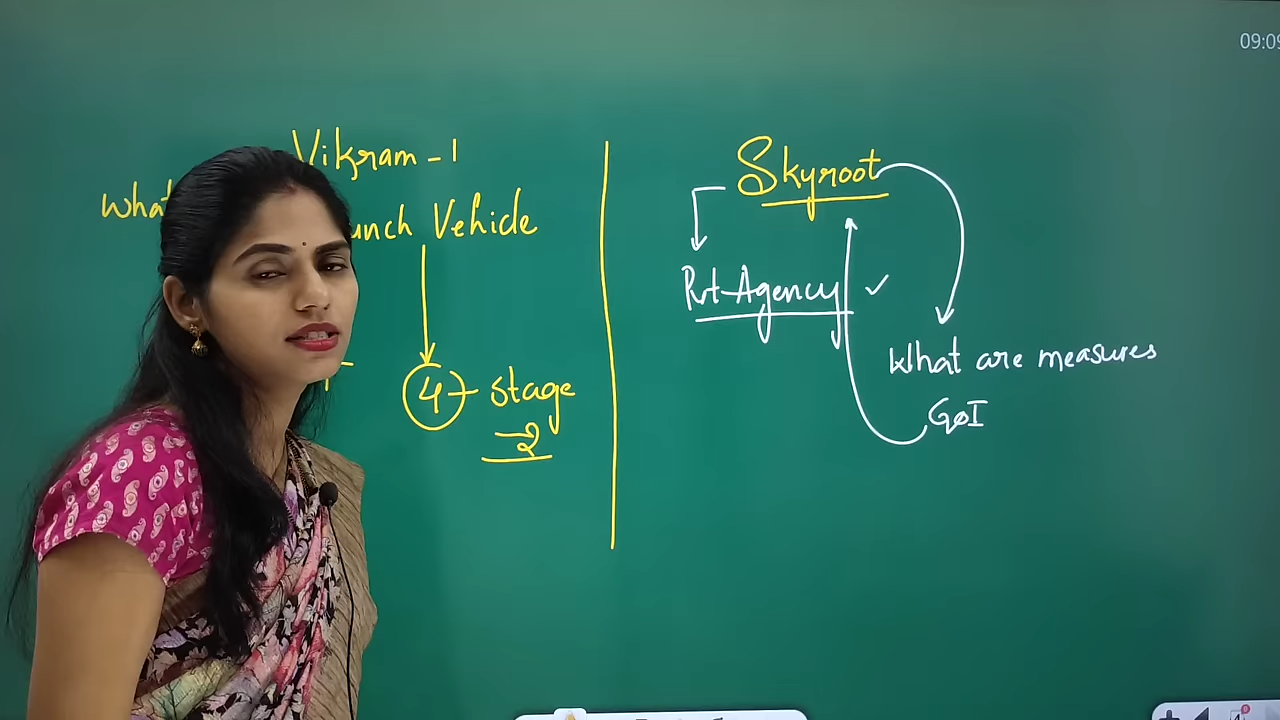 09:09
Vikram-1
What
unch Vehicle
4 - stage
2
Skyroot
Pvt-Agency ✓
What are measures
GoI